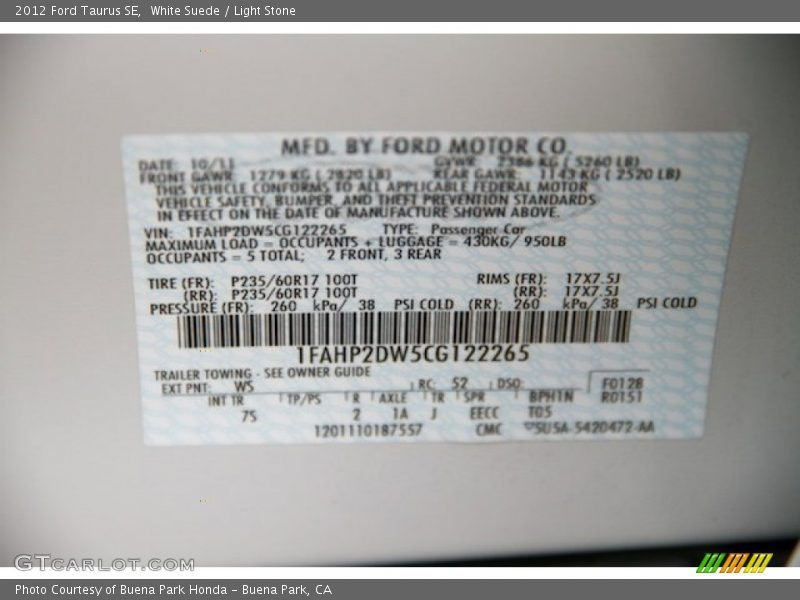 2012 Ford Taurus SE, White Suede / Light Stone
MFD. BY FORD MOTOR CO.
DATE: 10/11 GVWR: 2386 KG ( 5260 LB)
FRONT GAWR: 1279 KG ( 2820 LB) REAR GAWR: 1143 KG ( 2520 LB)
THIS VEHICLE CONFORMS TO ALL APPLICABLE FEDERAL MOTOR
VEHICLE SAFETY, BUMPER, AND THEFT PREVENTION STANDARDS
IN EFFECT ON THE DATE OF MANUFACTURE SHOWN ABOVE.
VIN: 1FAHP2DW5CG122265 TYPE: Passenger Car
MAXIMUM LOAD = OCCUPANTS + LUGGAGE = 430KG/ 950LB
OCCUPANTS = 5 TOTAL; 2 FRONT, 3 REAR
TIRE (FR): P235/60R17 100T RIMS (FR): 17X7.5J
(RR): P235/60R17 100T (RR): 17X7.5J
PRESSURE (FR): 260 kPa/ 38 PSI COLD (RR): 260 kPa/ 38 PSI COLD
1FAHP2DW5CG122265
TRAILER TOWING - SEE OWNER GUIDE
EXT PNT: WS RC: 52 DSO: F0128
INT TR TP/PS R AXLE TR SPR BPH1N R0151
7S 2 1A J EECC T05
1201110187557 CMC 5U5A-5420472-AA
GTCARLOT.COM
Photo Courtesy of Buena Park Honda - Buena Park, CA